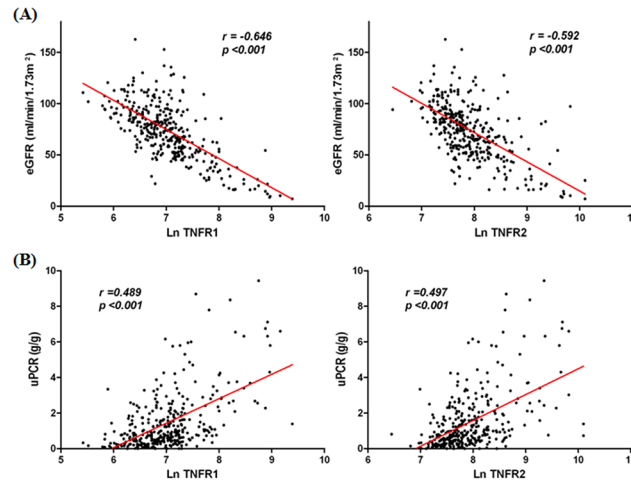 (A)
r = -0.646
p <0.001
150
100
50
0
eGFR (ml/min/1.73m²)
5 6 7 8 9 10
Ln TNFR1
r = -0.592
p <0.001
150
100
50
0
eGFR (ml/min/1.73m²)
6 7 8 9 10 11
Ln TNFR2
(B)
r =0.489
p <0.001
10
8
6
4
2
0
uPCR (g/g)
5 6 7 8 9 10
Ln TNFR1
r =0.497
p <0.001
10
8
6
4
2
0
uPCR (g/g)
6 7 8 9 10 11
Ln TNFR2